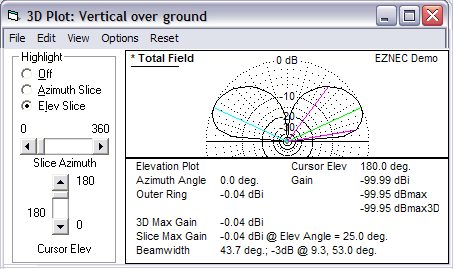 3D Plot: Vertical over ground
File Edit View Options Reset
Highlight
Off
Azimuth Slice
Elev Slice
0 360
Slice Azimuth
180
180
0
Cursor Elev
* Total Field
EZNEC Demo
0 dB
10
20
30
Elevation Plot Cursor Elev 180.0 deg.
Azimuth Angle 0.0 deg. Gain -99.99 dBi
Outer Ring -0.04 dBi -99.95 dBmax
-99.95 dBmax3D
3D Max Gain -0.04 dBi
Slice Max Gain -0.04 dBi @ Elev Angle = 25.0 deg.
Beamwidth 43.7 deg.; -3dB @ 9.3, 53.0 deg.